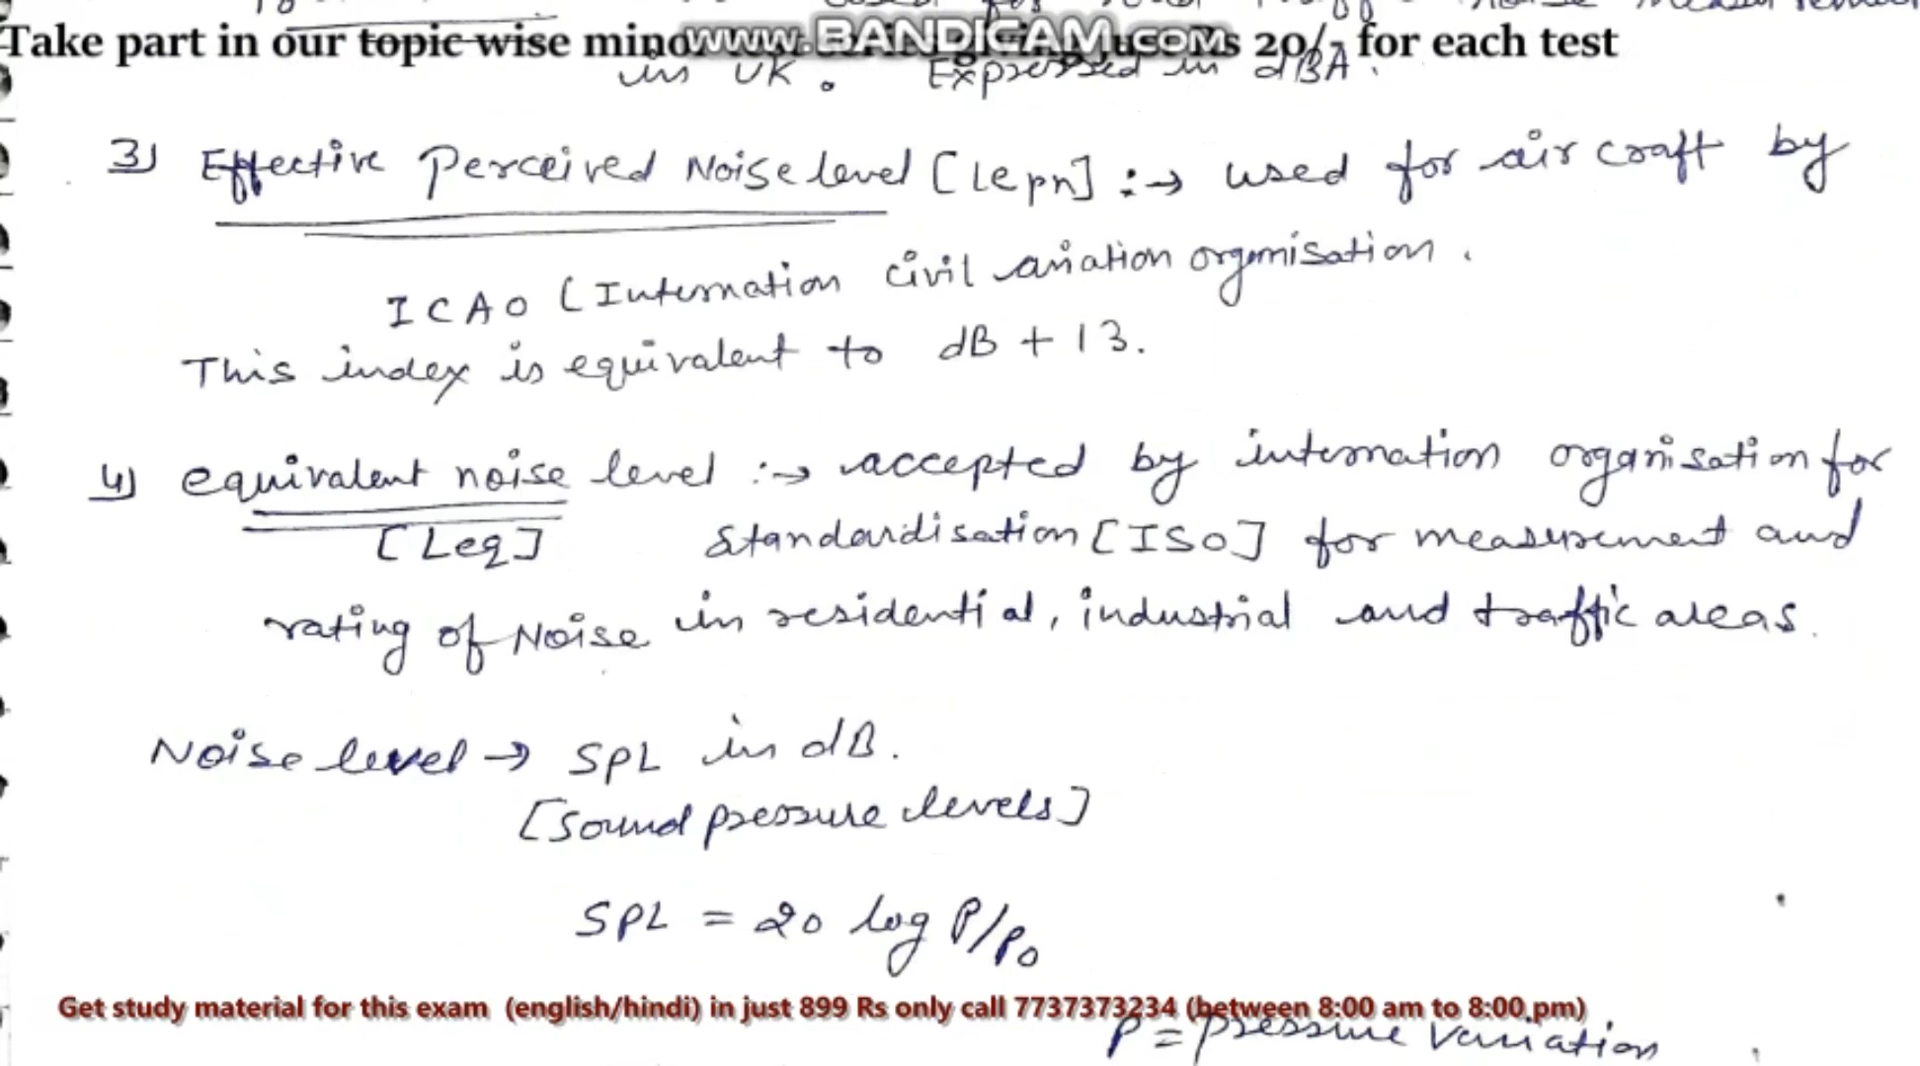 Take part in our topic wise
www.BANDICAM.com
20/- for each test
in UK. Expressed in dBA.
3) Effective Perceived Noise level [Lepn] :→ used for air craft by
ICAO (Internation civil aviation orgnisation.
This index is equivalent to dB + 13.
4) equivalent noise level :→ accepted by internation organisation for
[Leq] Standardisation [ISO] for measurement and
rating of Noise in residential, industrial and traffic areas.
Noise level → SPL in dB.
[Sound pressure levels]
SPL = 20 log P/P0
Get study material for this exam (english/hindi) in just 899 Rs only call 7737373234 (between 8:00 am to 8:00 pm)
P = pressure variation